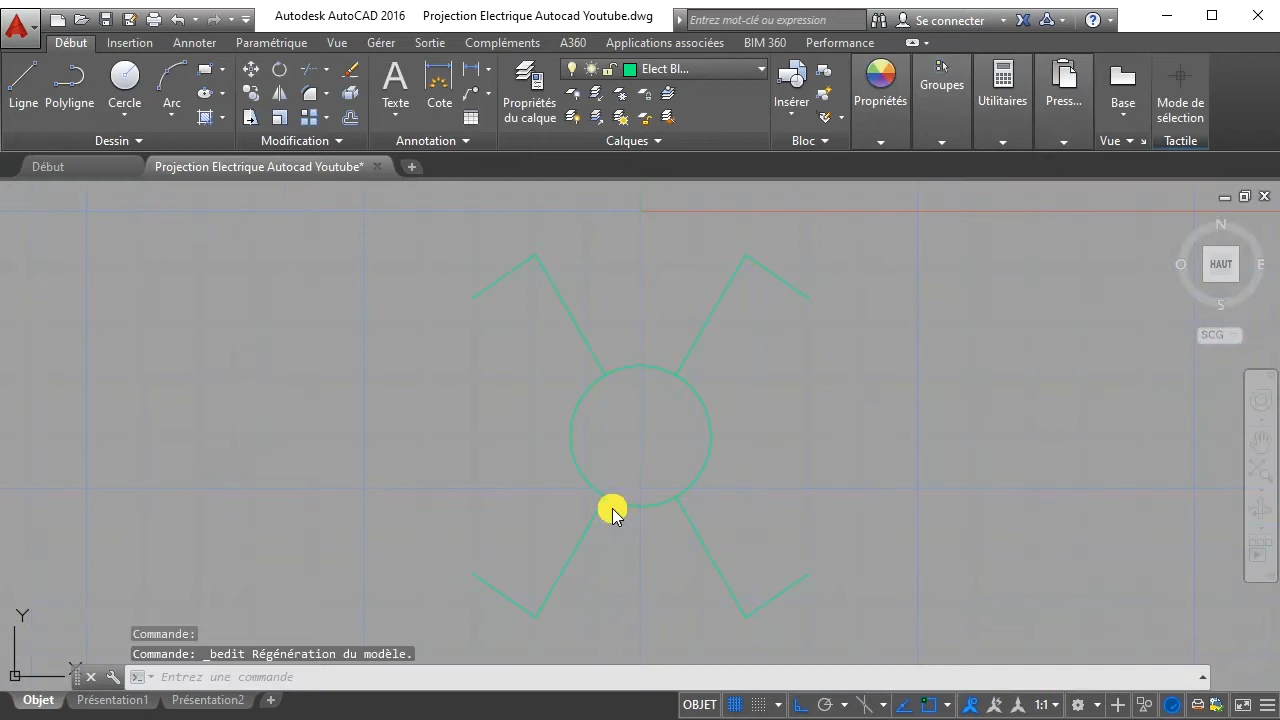 Autodesk AutoCAD 2016 Projection Electrique Autocad Youtube.dwg
Entrez mot-clé ou expression
Se connecter
Début Insertion Annoter Paramétrique Vue Gérer Sortie Compléments A360 Applications associées BIM 360 Performance
Ligne Polyligne Cercle Arc
Texte Cote
Propriétés du calque
Elect Bl...
Insérer
Propriétés Groupes Utilitaires Press... Base
Mode de sélection
Dessin Modification Annotation Calques Bloc Vue Tactile
Début Projection Electrique Autocad Youtube*
N
O HAUT E
S
SCG
Y
X
Commande:
Commande: _bedit Régénération du modèle.
Entrez une commande
Objet Présentation1 Présentation2
OBJET 1:1